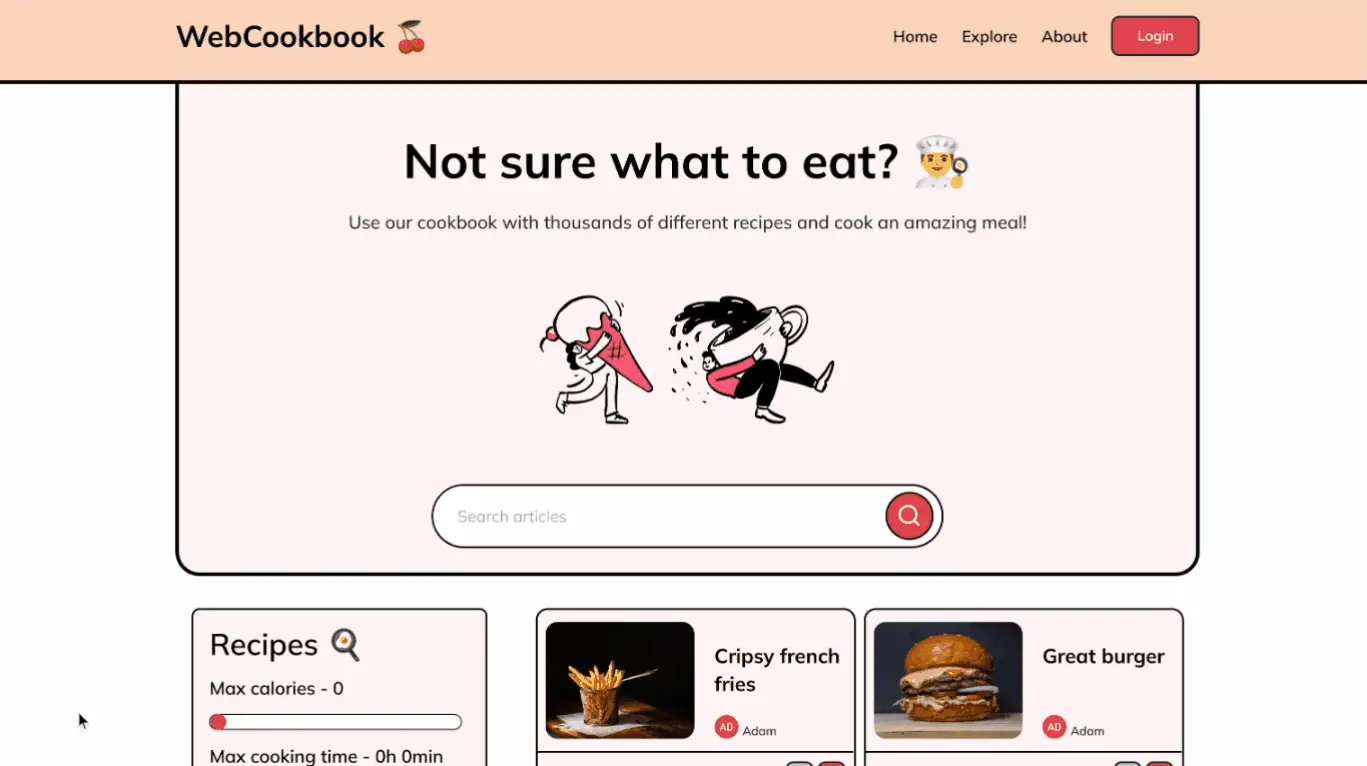 WebCookbook
Home Explore About Login
Not sure what to eat?
Use our cookbook with thousands of different recipes and cook an amazing meal!
Search articles
Recipes
Max calories - 0
Max cooking time - 0h 0min
Cripsy french
fries
AD Adam
Great burger
AD Adam